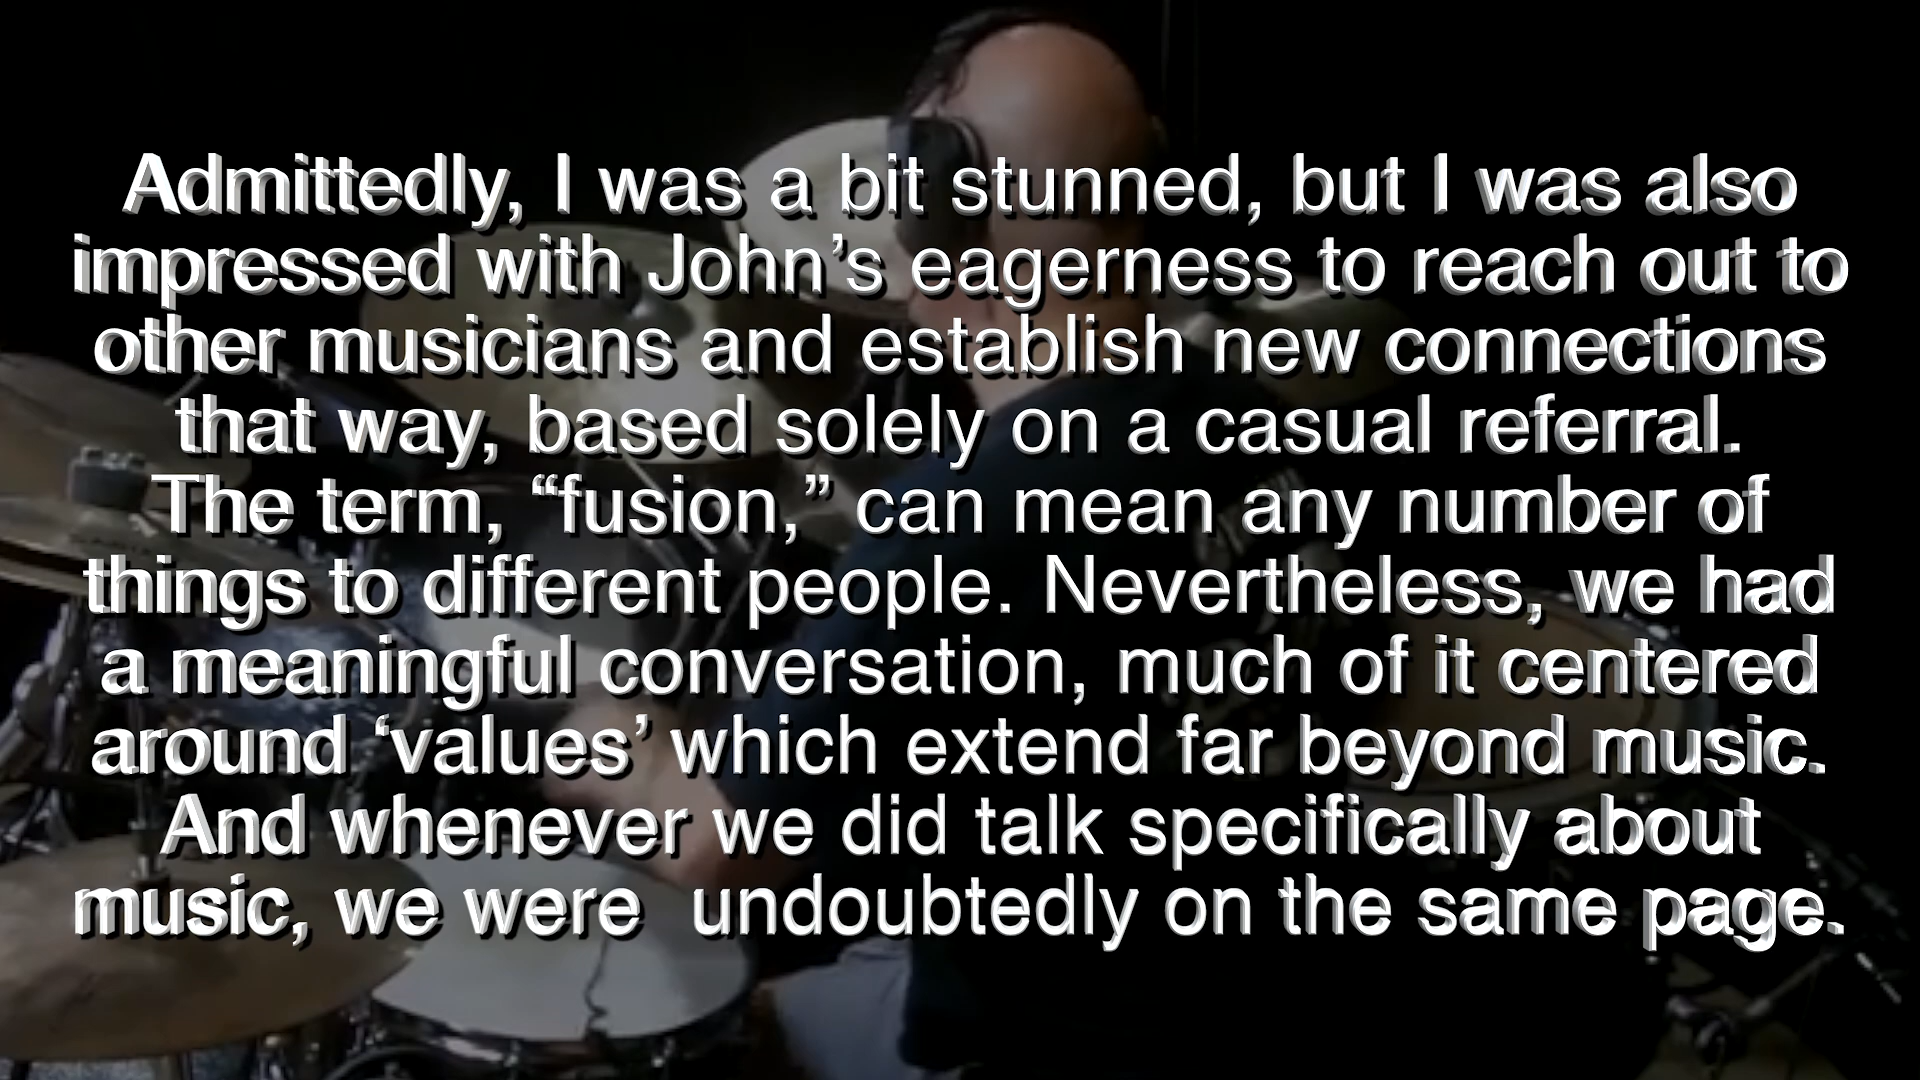 Admittedly, I was a bit stunned, but I was also
impressed with John’s eagerness to reach out to
other musicians and establish new connections
that way, based solely on a casual referral.
The term, “fusion,” can mean any number of
things to different people. Nevertheless, we had
a meaningful conversation, much of it centered
around ‘values’ which extend far beyond music.
And whenever we did talk specifically about
music, we were  undoubtedly on the same page.